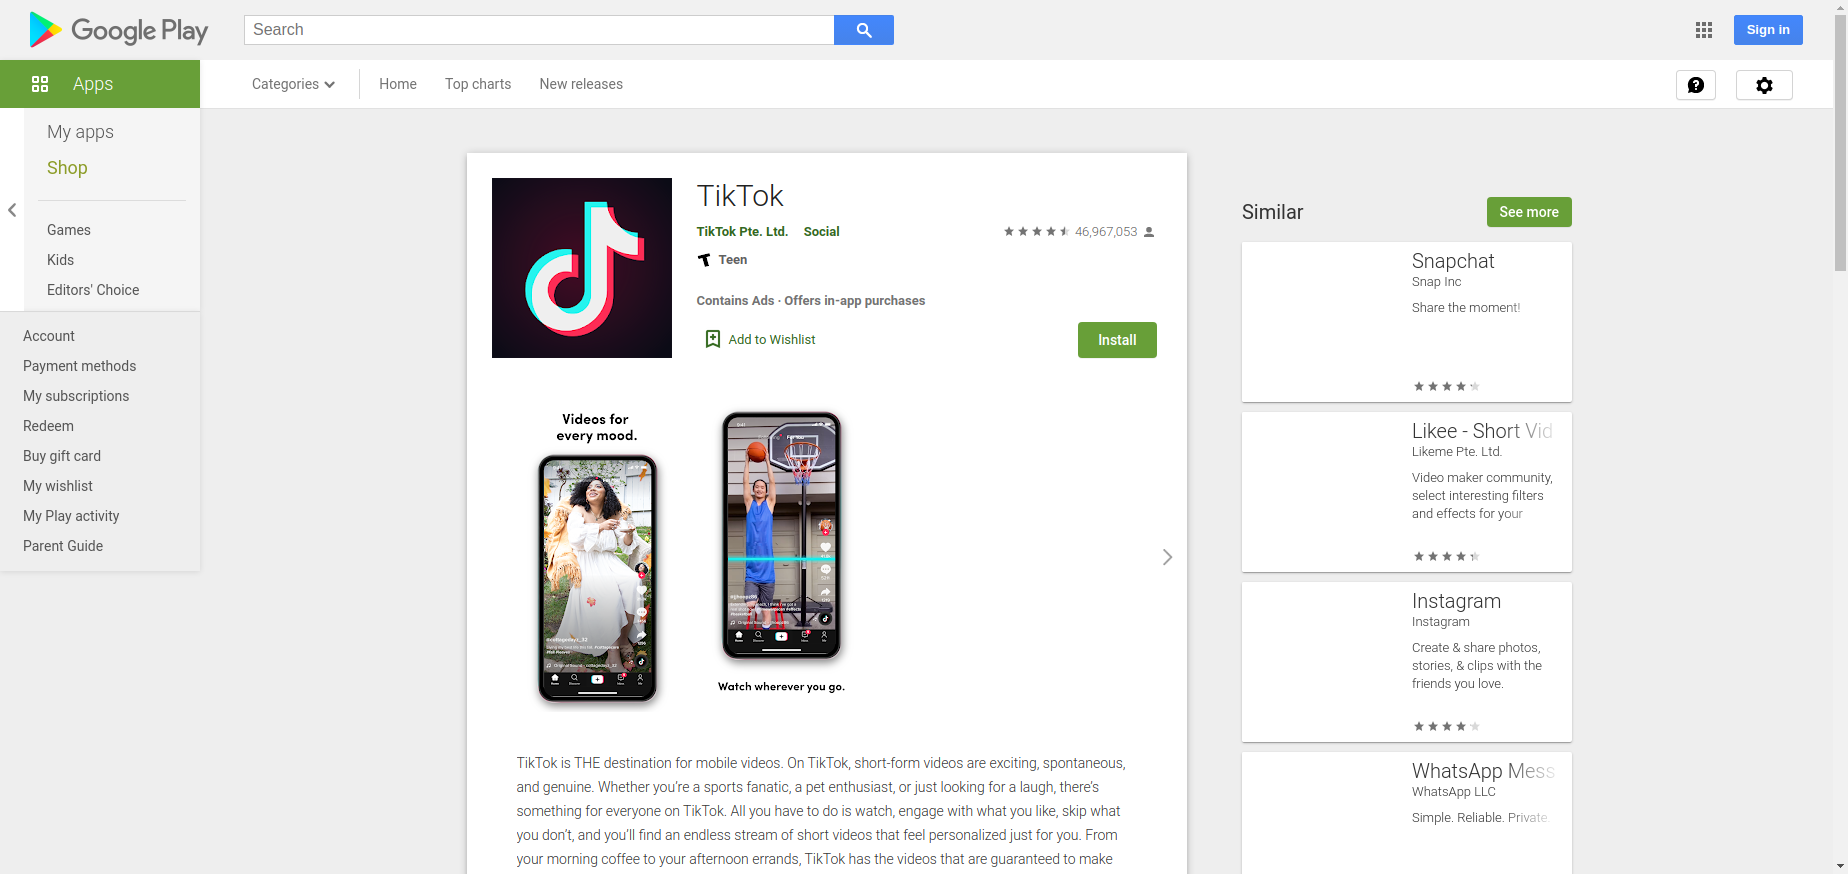 Google Play
Search
Sign in
Apps
Categories
Home
Top charts
New releases
My apps
Shop
Games
Kids
Editors' Choice
Account
Payment methods
My subscriptions
Redeem
Buy gift card
My wishlist
My Play activity
Parent Guide
TikTok
TikTok Pte. Ltd.
Social
46,967,053
Teen
Contains Ads · Offers in-app purchases
Add to Wishlist
Install
Videos for
every mood.
Watch wherever you go.
TikTok is THE destination for mobile videos. On TikTok, short-form videos are exciting, spontaneous,
and genuine. Whether you're a sports fanatic, a pet enthusiast, or just looking for a laugh, there's
something for everyone on TikTok. All you have to do is watch, engage with what you like, skip what
you don't, and you'll find an endless stream of short videos that feel personalized just for you. From
your morning coffee to your afternoon errands, TikTok has the videos that are guaranteed to make
Similar
See more
Snapchat
Snap Inc
Share the moment!
Likee - Short Vid
Likeme Pte. Ltd.
Video maker community,
select interesting filters
and effects for your
Instagram
Instagram
Create & share photos,
stories, & clips with the
friends you love.
WhatsApp Mess
WhatsApp LLC
Simple. Reliable. Private.